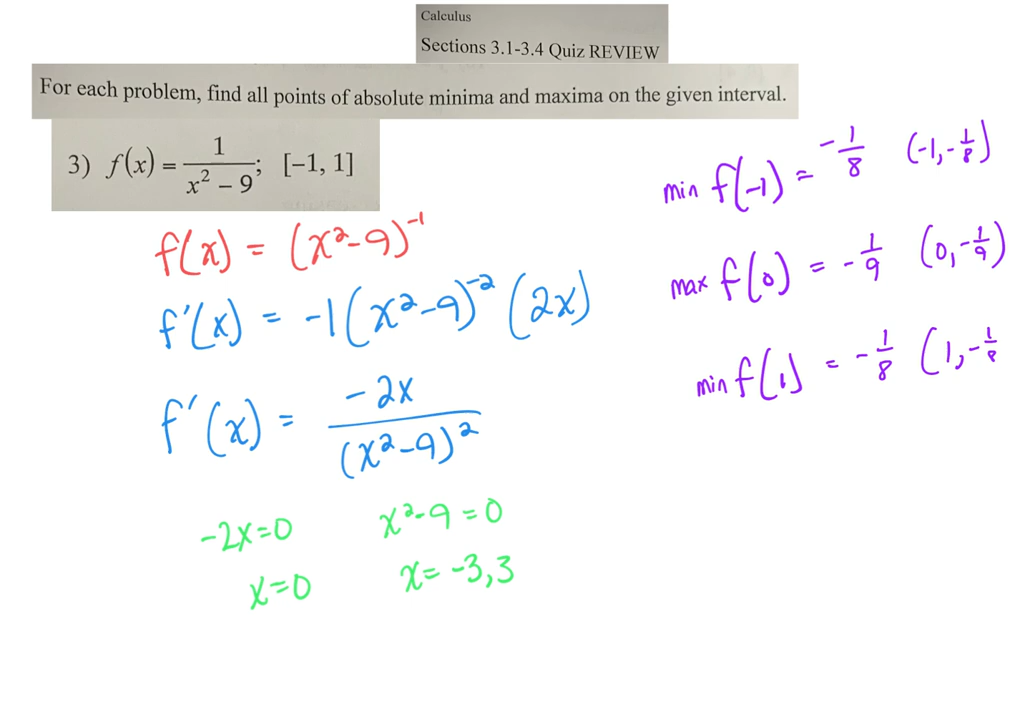 Calculus
Sections 3.1-3.4 Quiz REVIEW
For each problem, find all points of absolute minima and maxima on the given interval.
3) f(x) = 1/(x² − 9); [−1, 1]
f(x) = (x²-9)⁻¹
f'(x) = -1(x²-9)⁻² (2x)
f'(x) = -2x/(x²-9)²
-2x=0 x²-9=0
x=0 x= -3,3
min f(-1) = -1/8 (-1,-1/8)
max f(0) = -1/9 (0,-1/9)
min f(1) = -1/8 (1,-1/8